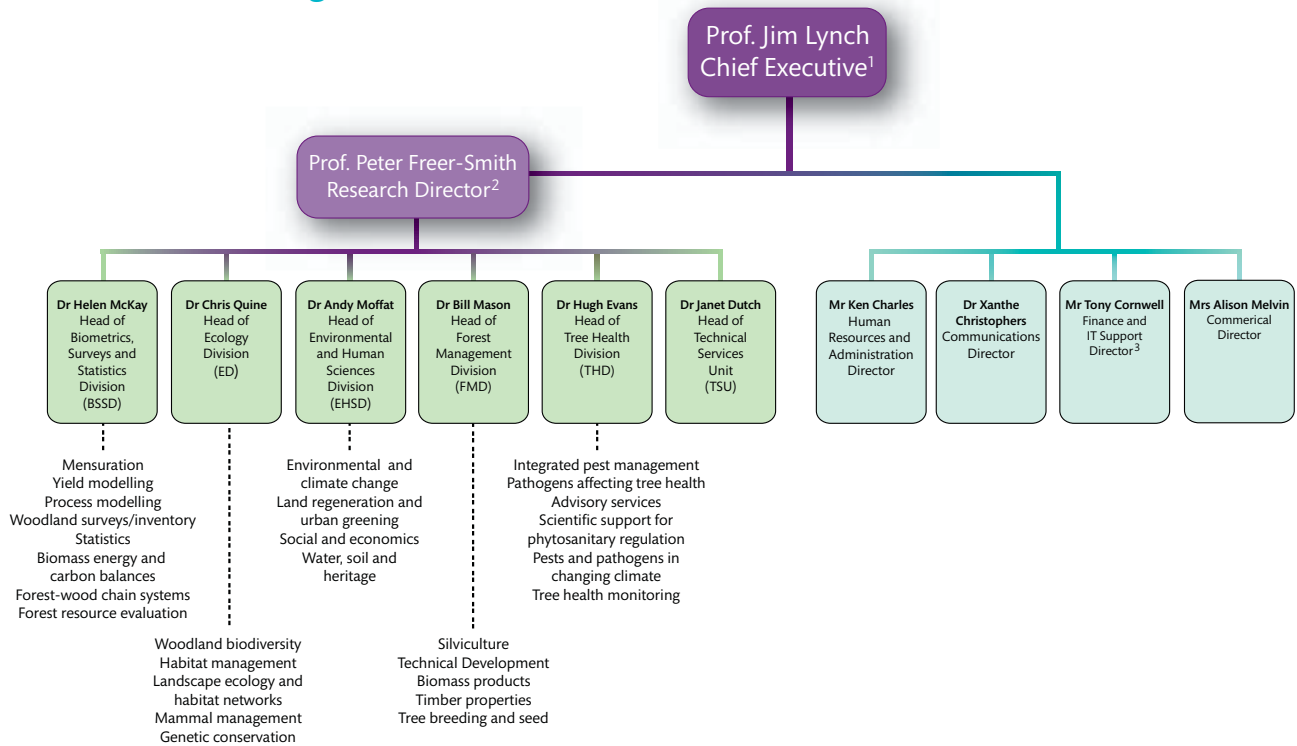 Prof. Jim Lynch
Chief Executive1
Prof. Peter Freer-Smith
Research Director2
Dr Helen McKay
Head of
Biometrics,
Surveys and
Statistics
Division
(BSSD)
Dr Chris Quine
Head of
Ecology
Division
(ED)
Dr Andy Moffat
Head of
Environmental
and Human
Sciences
Division
(EHSD)
Dr Bill Mason
Head of
Forest
Management
Division
(FMD)
Dr Hugh Evans
Head of
Tree Health
Division
(THD)
Dr Janet Dutch
Head of
Technical
Services
Unit
(TSU)
Mr Ken Charles
Human
Resources and
Administration
Director
Dr Xanthe
Christophers
Communications
Director
Mr Tony Cornwell
Finance and
IT Support
Director3
Mrs Alison Melvin
Commerical
Director
Mensuration
Yield modelling
Process modelling
Woodland surveys/inventory
Statistics
Biomass energy and
carbon balances
Forest-wood chain systems
Forest resource evaluation
Woodland biodiversity
Habitat management
Landscape ecology and
habitat networks
Mammal management
Genetic conservation
Environmental and
climate change
Land regeneration and
urban greening
Social and economics
Water, soil and
heritage
Silviculture
Technical Development
Biomass products
Timber properties
Tree breeding and seed
Integrated pest management
Pathogens affecting tree health
Advisory services
Scientific support for
phytosanitary regulation
Pests and pathogens in
changing climate
Tree health monitoring